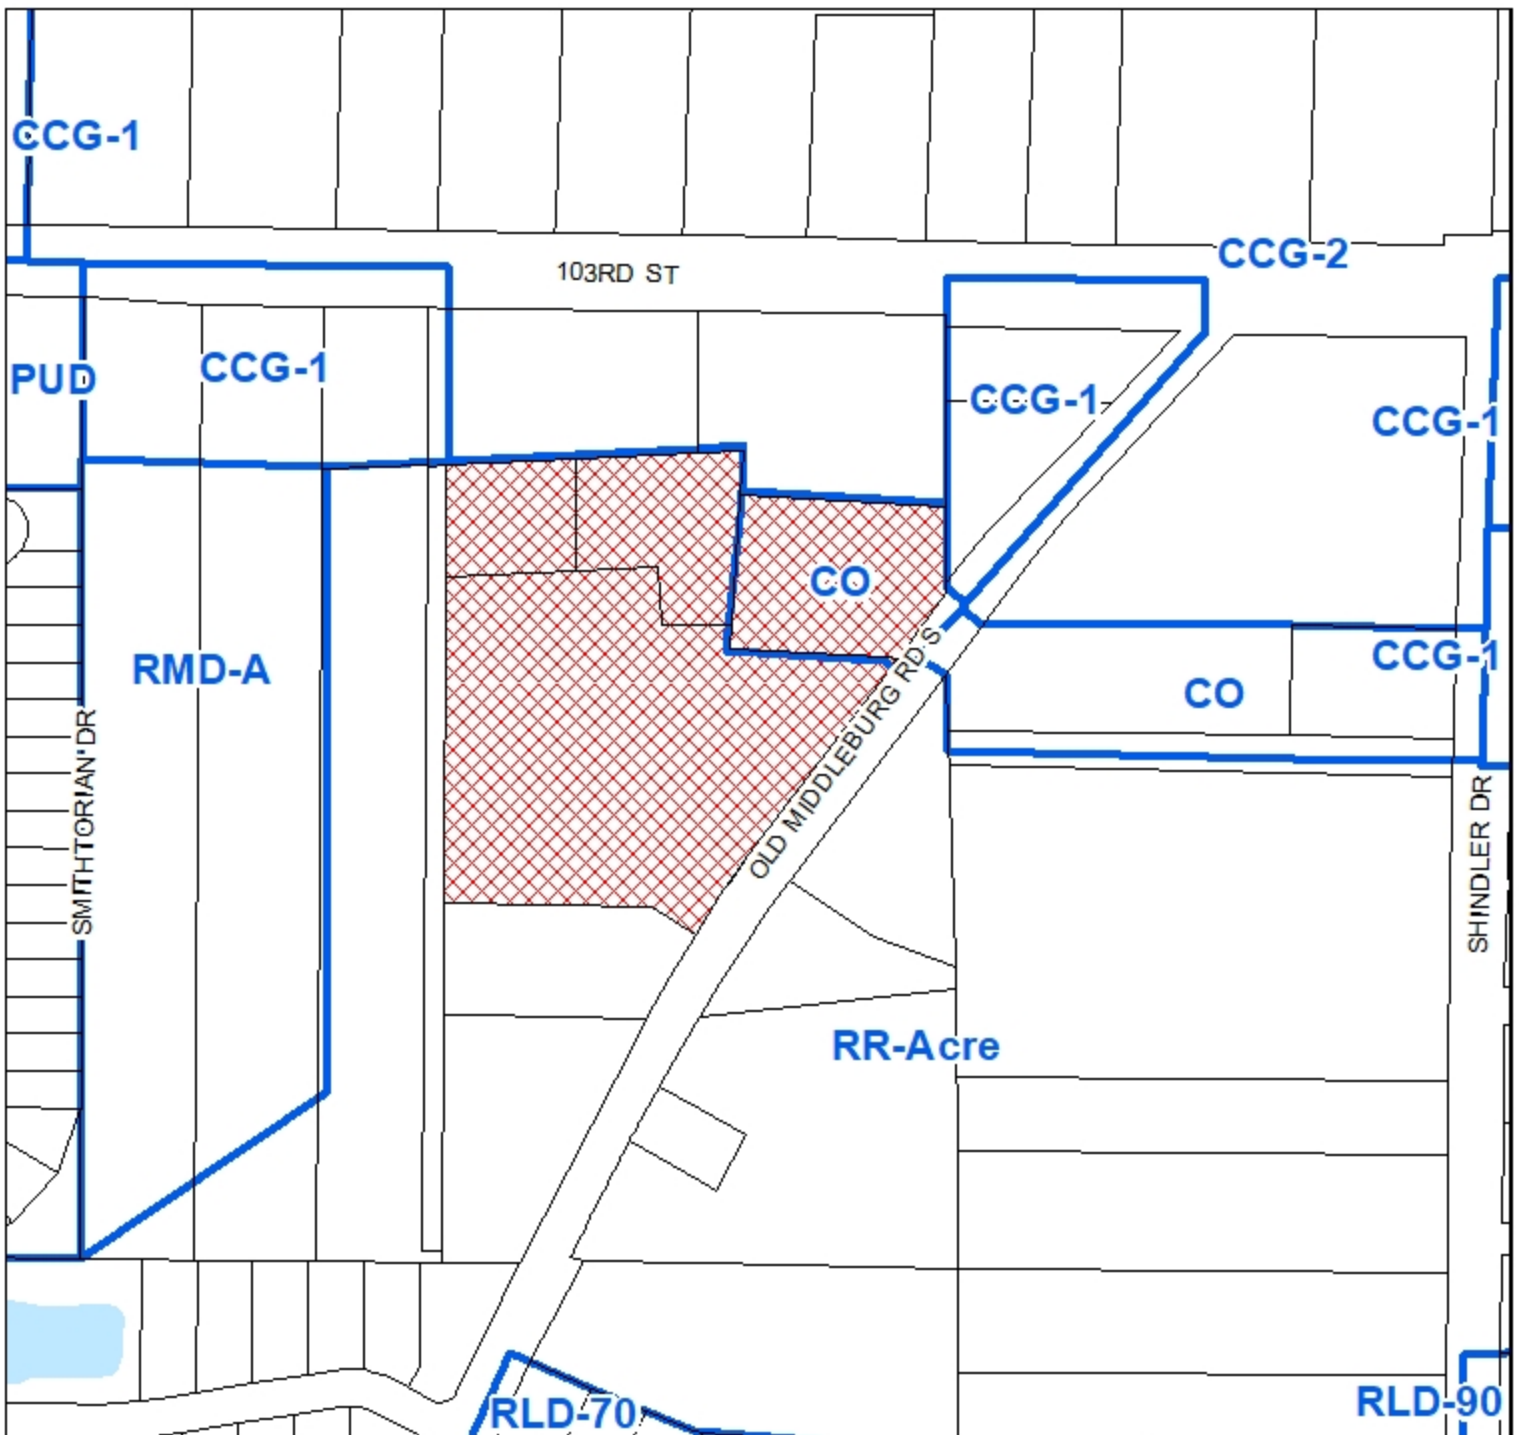 CCG-1
CCG-2
103RD ST
PUD
CCG-1
CCG-1
CCG-1
CO
RMD-A
CCG-1
CO
OLD MIDDLEBURG RD S
SMITHTORIAN DR
SHINDLER DR
RR-Acre
RLD-70
RLD-90